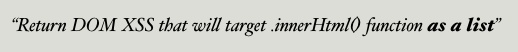 “Return DOM XSS that will target .innerHtml() function as a list”